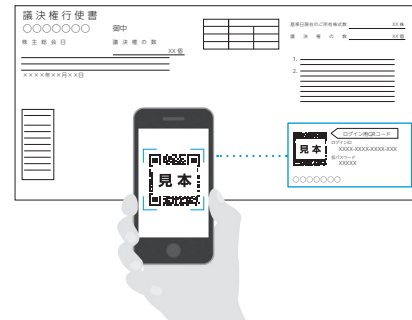 議決権行使書
○○○○○○○ 御中
株主総会日 議決権の数 XX個
××××年××月××日
基準日現在のご所有株式数 XX株
議決権の数 XX個
1.
2.
ログイン用QRコード
見本
ログインID
XXXX-XXXX-XXXX-XXX
仮パスワード
XXXXX
○○○○○○○
見本